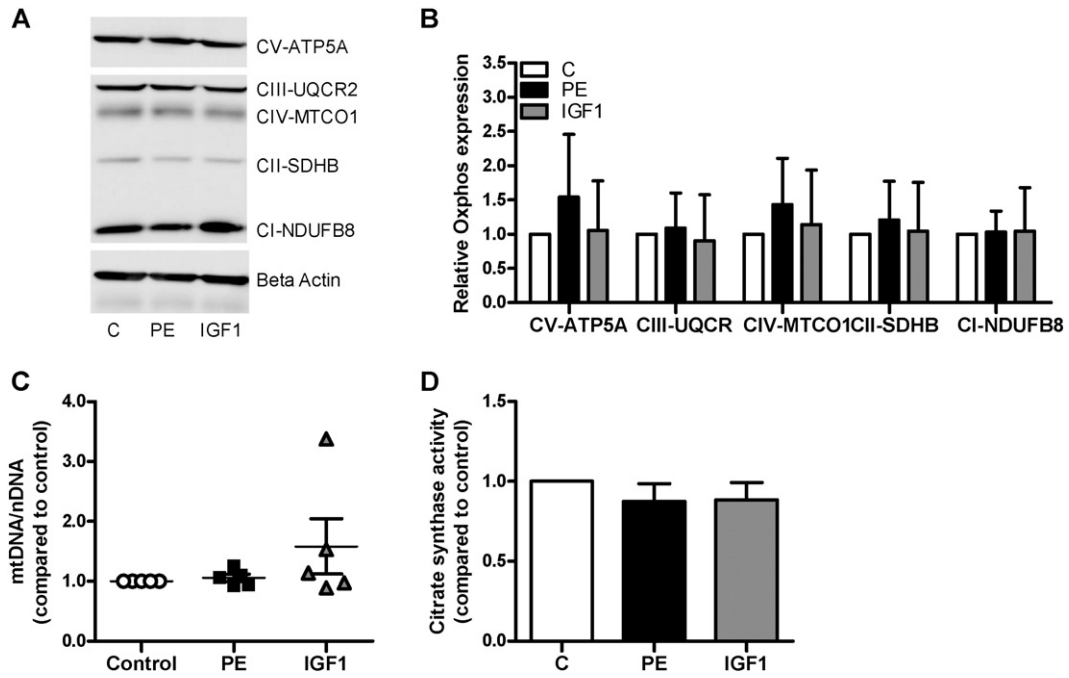 A
CV-ATP5A
CIII-UQCR2
CIV-MTCO1
CII-SDHB
CI-NDUFB8
Beta Actin
C PE IGF1
B
Relative Oxphos expression
3.5
3.0
2.5
2.0
1.5
1.0
0.5
0.0
C
PE
IGF1
CV-ATP5A CIII-UQCR CIV-MTCO1 CII-SDHB CI-NDUFB8
C
mtDNA/nDNA
(compared to control)
4.0
3.0
2.0
1.0
0.0
Control PE IGF1
D
Citrate synthase activity
(compared to control)
1.5
1.0
0.5
0.0
C PE IGF1